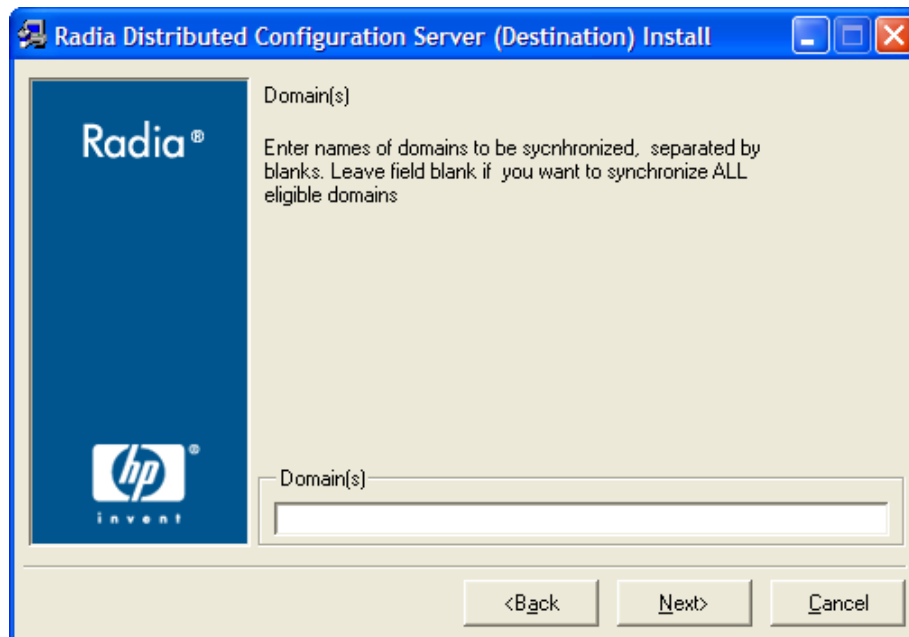 Radia Distributed Configuration Server (Destination) Install
Radia®
Domain(s)
Enter names of domains to be sycnhronized, separated by
blanks. Leave field blank if you want to synchronize ALL
eligible domains
hp®
invent
Domain(s)
<Back
Next>
Cancel